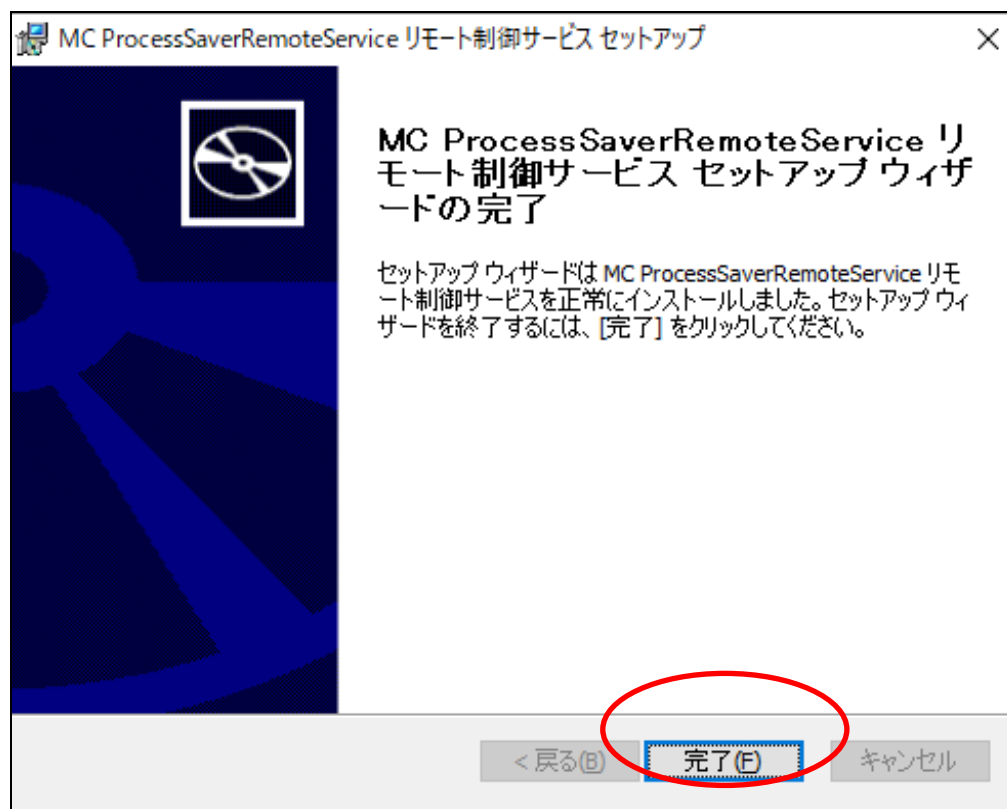 MC ProcessSaverRemoteService リモート制御サービス セットアップ
MC ProcessSaverRemoteService リ
モート制御サービス セットアップ ウィザ
ードの完了
セットアップ ウィザードは MC ProcessSaverRemoteService リモ
ート制御サービスを正常にインストールしました。セットアップ ウィ
ザードを終了するには、[完了] をクリックしてください。
< 戻る(B) 完了(F) キャンセル